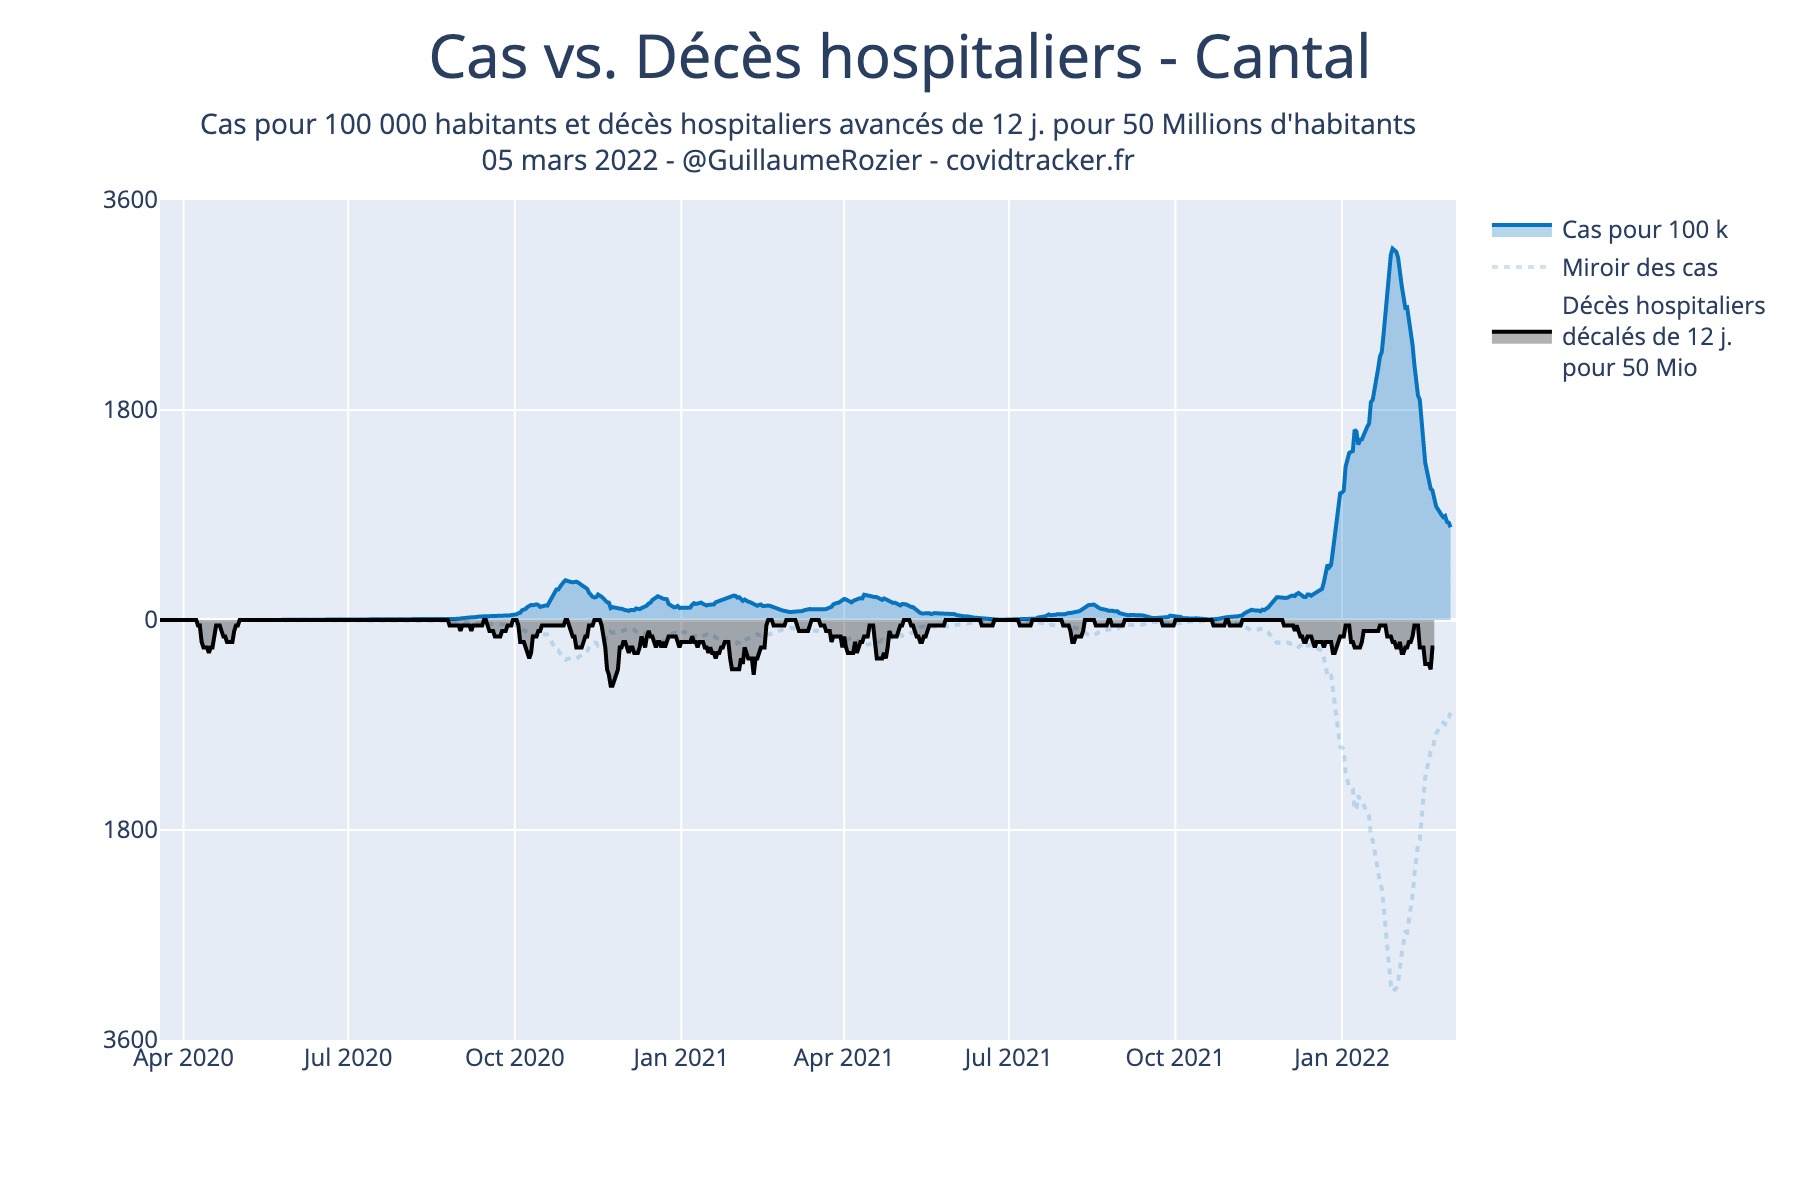 Cas vs. Décès hospitaliers - Cantal
Cas pour 100 000 habitants et décès hospitaliers avancés de 12 j. pour 50 Millions d'habitants
05 mars 2022 - @GuillaumeRozier - covidtracker.fr
3600
1800
0
1800
3600
Apr 2020
Jul 2020
Oct 2020
Jan 2021
Apr 2021
Jul 2021
Oct 2021
Jan 2022
Cas pour 100 k
Miroir des cas
Décès hospitaliers
décalés de 12 j.
pour 50 Mio